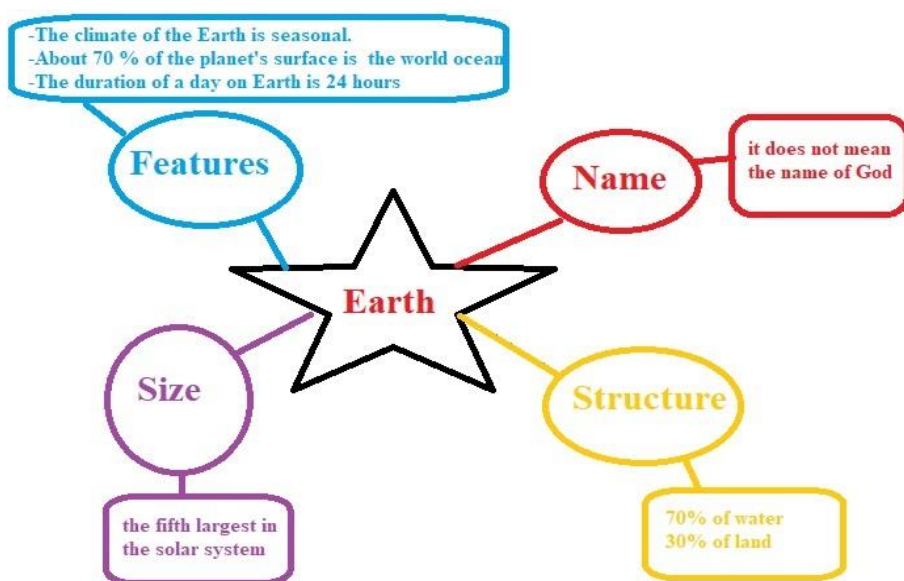 -The climate of the Earth is seasonal.
-About 70 % of the planet's surface is the world ocean
-The duration of a day on Earth is 24 hours
Features
Name
it does not mean
the name of God
Earth
Size
Structure
the fifth largest in
the solar system
70% of water
30% of land